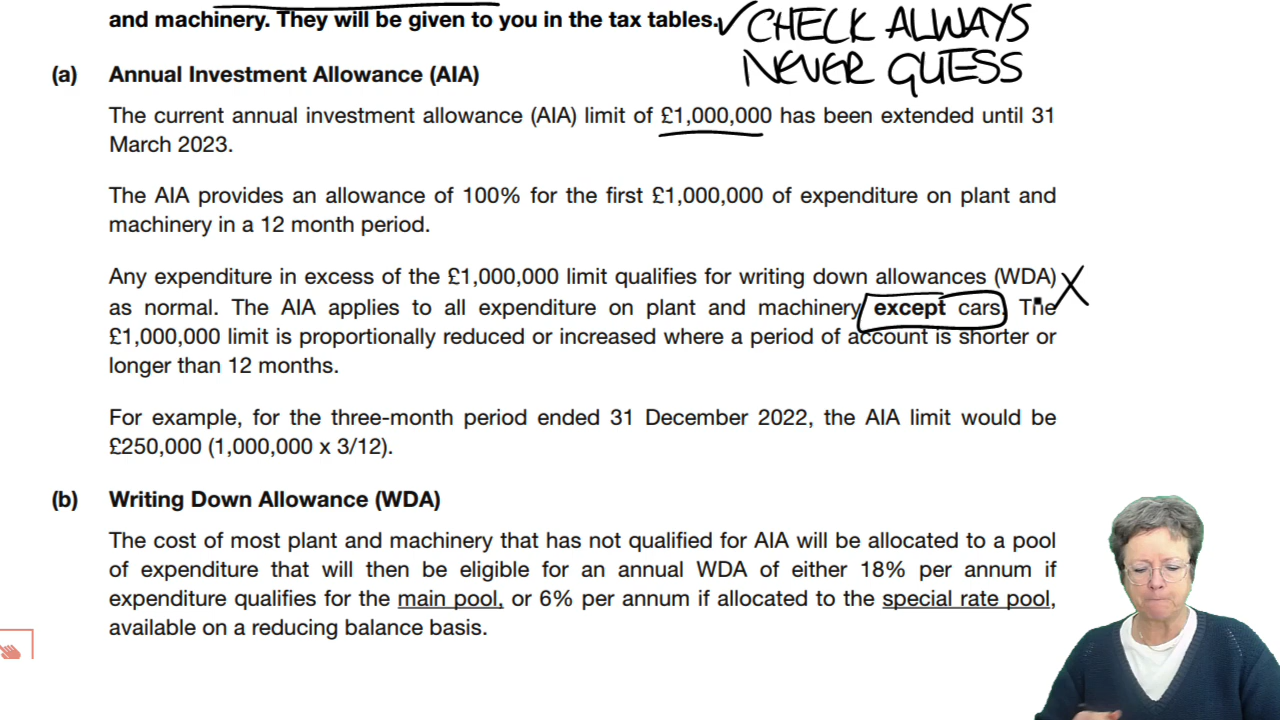 and machinery. They will be given to you in the tax tables. ✓ CHECK ALWAYS
NEVER GUESS
(a) Annual Investment Allowance (AIA)
The current annual investment allowance (AIA) limit of £1,000,000 has been extended until 31
March 2023.
The AIA provides an allowance of 100% for the first £1,000,000 of expenditure on plant and
machinery in a 12 month period.
Any expenditure in excess of the £1,000,000 limit qualifies for writing down allowances (WDA)
as normal. The AIA applies to all expenditure on plant and machinery except cars. The
£1,000,000 limit is proportionally reduced or increased where a period of account is shorter or
longer than 12 months.
For example, for the three-month period ended 31 December 2022, the AIA limit would be
£250,000 (1,000,000 x 3/12).
(b) Writing Down Allowance (WDA)
The cost of most plant and machinery that has not qualified for AIA will be allocated to a pool
of expenditure that will then be eligible for an annual WDA of either 18% per annum if
expenditure qualifies for the main pool, or 6% per annum if allocated to the special rate pool,
available on a reducing balance basis.